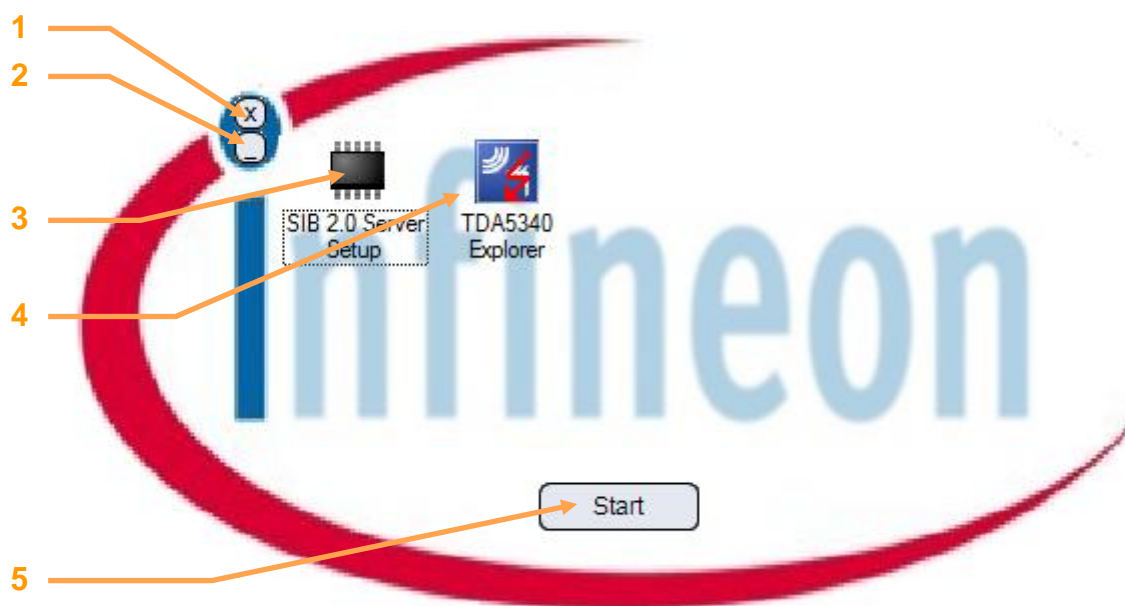 1
2
X
_
3
SIB 2.0 Server
Setup
TDA5340
Explorer
infineon
4
Start
5